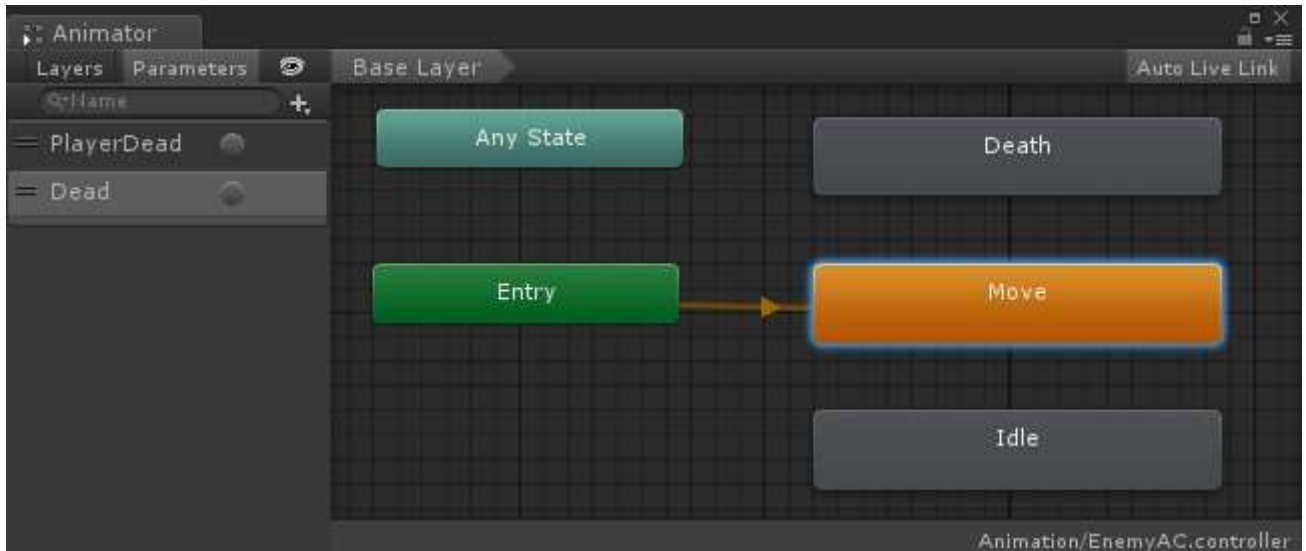 Animator
Layers Parameters
Base Layer
Auto Live Link
Name
PlayerDead
Dead
Any State
Death
Entry
Move
Idle
Animation/EnemyAC.controller